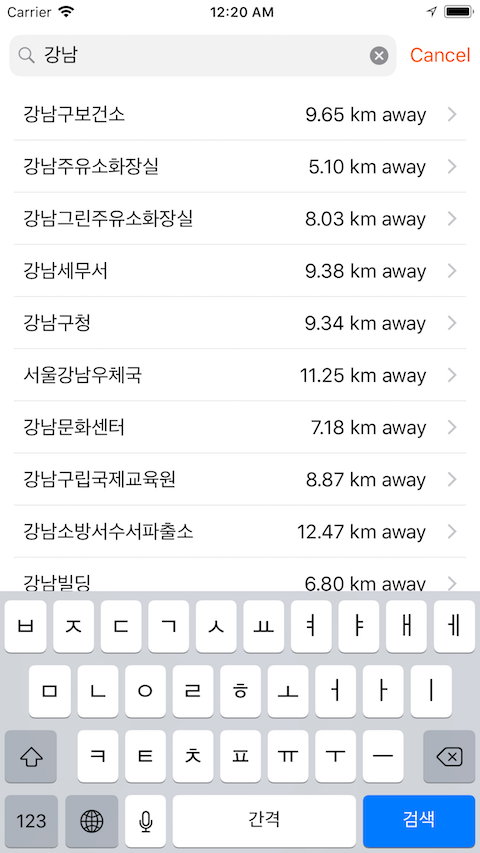 Carrier 12:20 AM
강남 Cancel
강남구보건소 9.65 km away
강남주유소화장실 5.10 km away
강남그린주유소화장실 8.03 km away
강남세무서 9.38 km away
강남구청 9.34 km away
서울강남우체국 11.25 km away
강남문화센터 7.18 km away
강남구립국제교육원 8.87 km away
강남소방서수서파출소 12.47 km away
강남빌딩 6.80 km away
ㅂ ㅈ ㄷ ㄱ ㅅ ㅛ ㅕ ㅑ ㅐ ㅔ
ㅁ ㄴ ㅇ ㄹ ㅎ ㅗ ㅓ ㅏ ㅣ
ㅋ ㅌ ㅊ ㅍ ㅠ ㅜ ㅡ
123 간격 검색